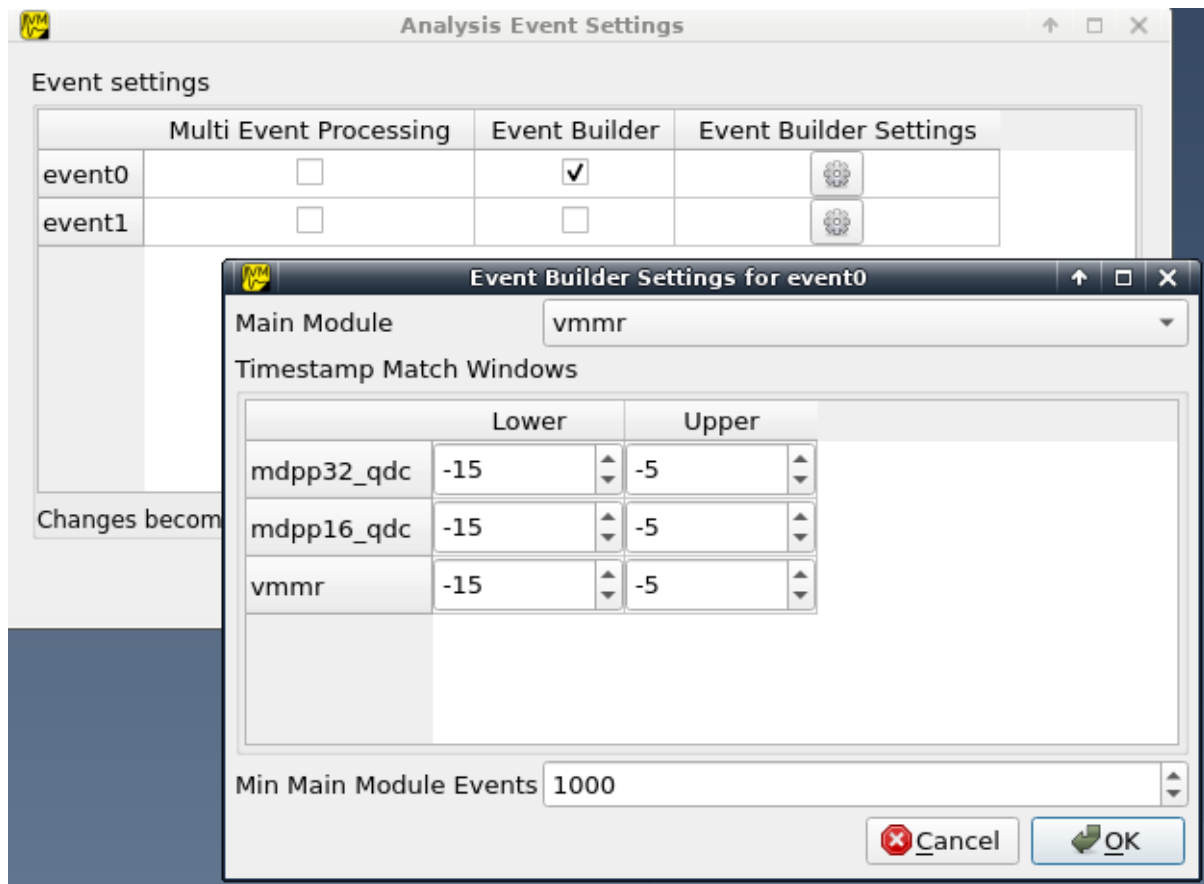 Analysis Event Settings
Event settings
Multi Event Processing Event Builder Event Builder Settings
event0
event1
Changes becom
Event Builder Settings for event0
Main Module vmmr
Timestamp Match Windows
Lower Upper
mdpp32_qdc -15 -5
mdpp16_qdc -15 -5
vmmr -15 -5
Min Main Module Events 1000
Cancel OK